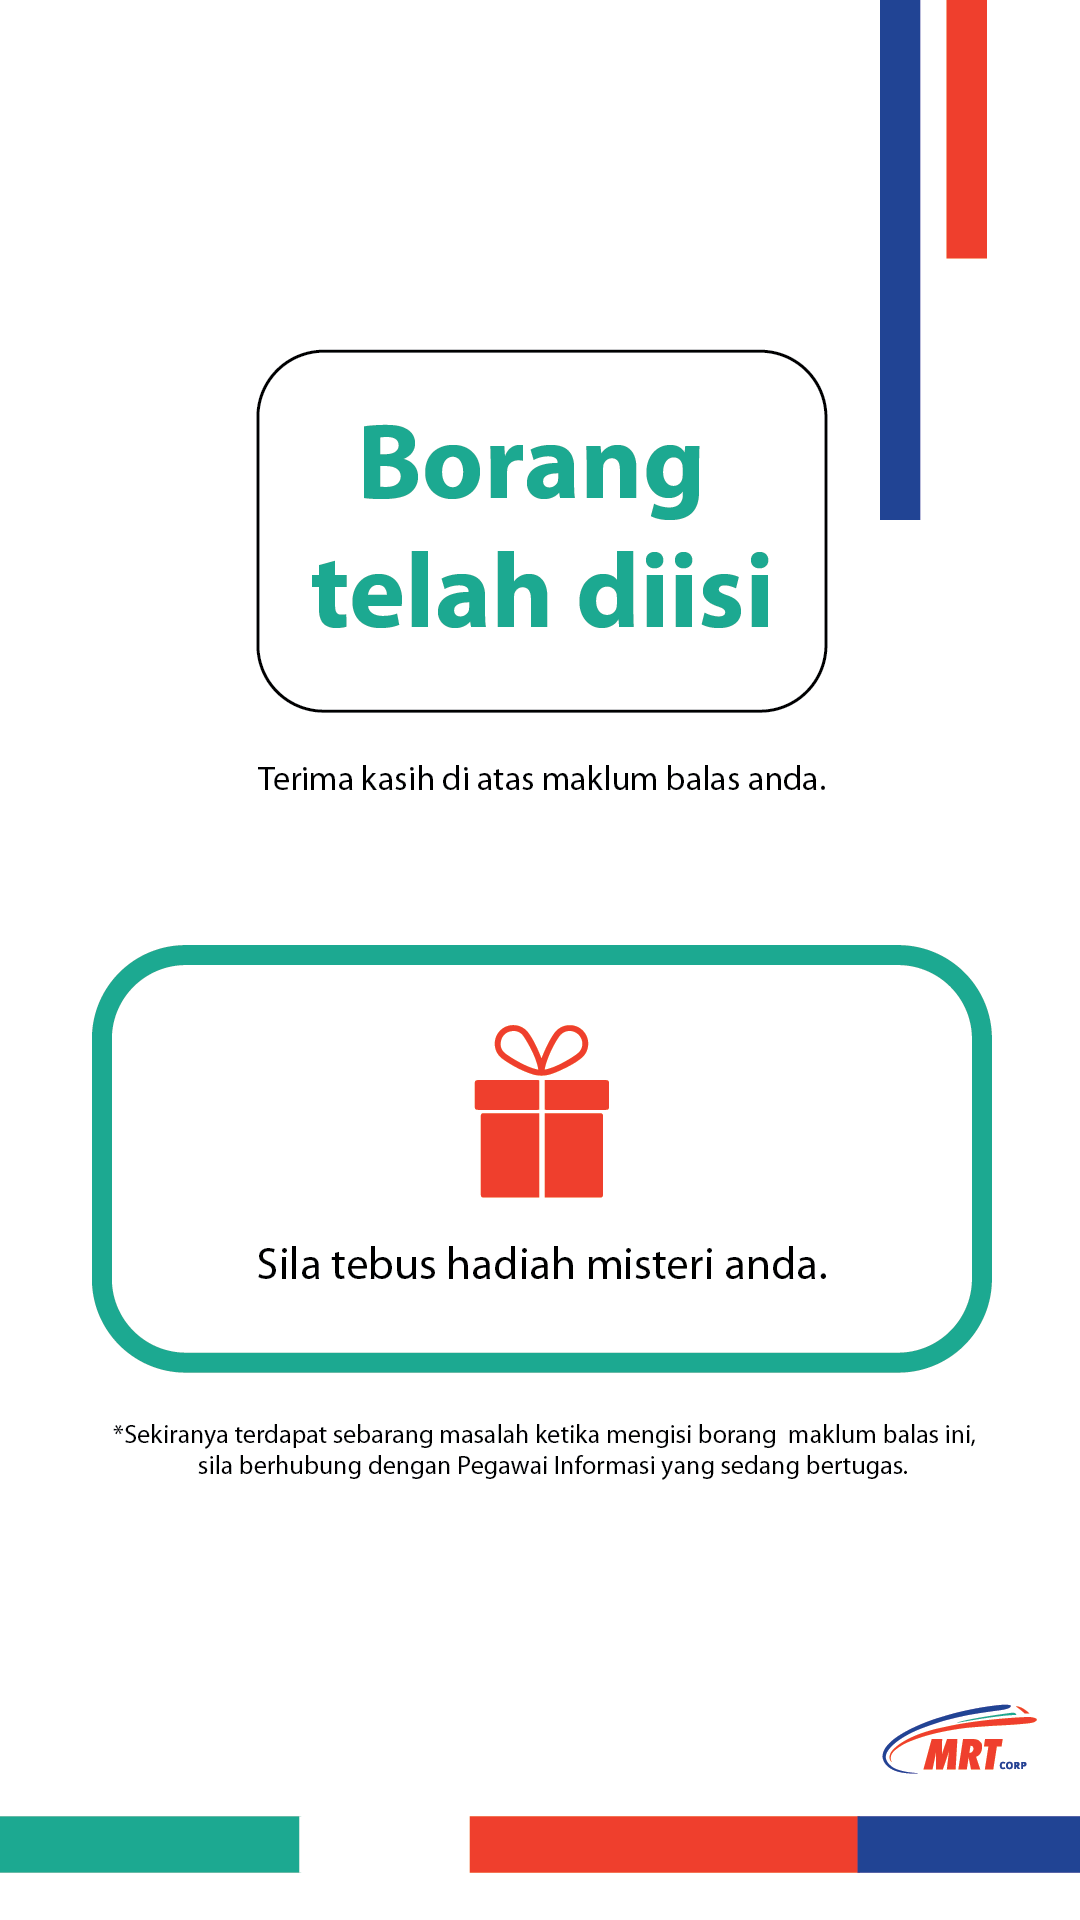 Borang
telah diisi
Terima kasih di atas maklum balas anda.
Sila tebus hadiah misteri anda.
*Sekiranya terdapat sebarang masalah ketika mengisi borang  maklum balas ini,
sila berhubung dengan Pegawai Informasi yang sedang bertugas.
MRT CORP